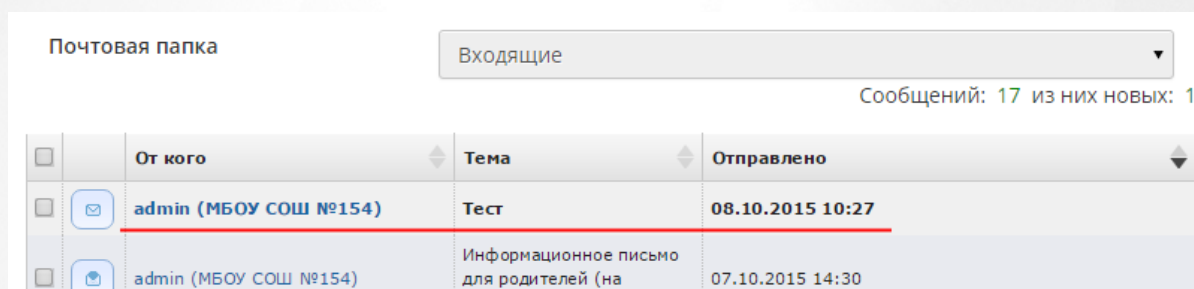 Почтовая папка
Входящие
Сообщений: 17 из них новых: 1
От кого Тема Отправлено
admin (МБОУ СОШ №154) Тест 08.10.2015 10:27
Информационное письмо
admin (МБОУ СОШ №154) для родителей (на 07.10.2015 14:30